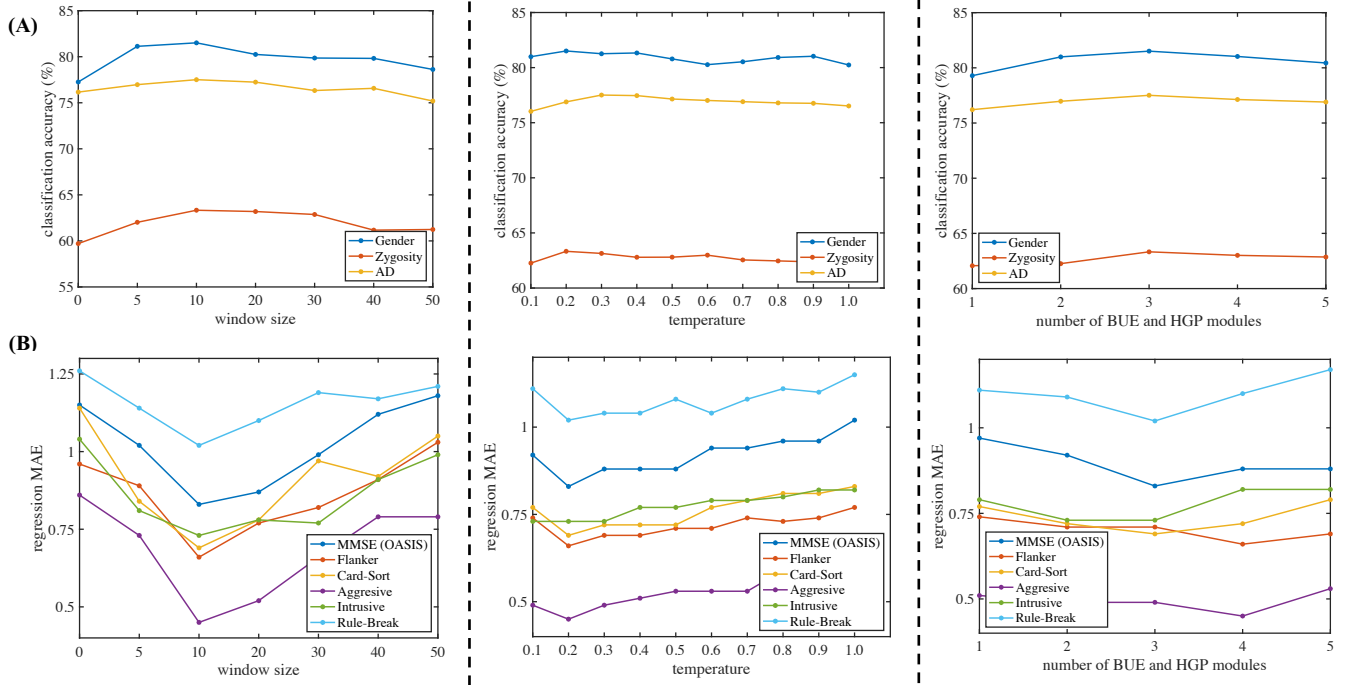 (A)
85
80
75
70
65
60
55
classification accuracy (%)
0 5 10 20 30 40 50
window size
Gender
Zygosity
AD
85
80
75
70
65
60
classification accuracy (%)
0.1 0.2 0.3 0.4 0.5 0.6 0.7 0.8 0.9 1.0
temperature
Gender
Zygosity
AD
85
80
75
70
65
60
classification accuracy (%)
1 2 3 4 5
number of BUE and HGP modules
Gender
Zygosity
AD
(B)
1.25
1
0.75
0.5
regression MAE
0 5 10 20 30 40 50
window size
MMSE (OASIS)
Flanker
Card-Sort
Aggresive
Intrusive
Rule-Break
1
0.75
0.5
regression MAE
0.1 0.2 0.3 0.4 0.5 0.6 0.7 0.8 0.9 1.0
temperature
MMSE (OASIS)
Flanker
Card-Sort
Aggresive
Intrusive
Rule-Break
1
0.75
0.5
regression MAE
1 2 3 4 5
number of BUE and HGP modules
MMSE (OASIS)
Flanker
Card-Sort
Aggresive
Intrusive
Rule-Break